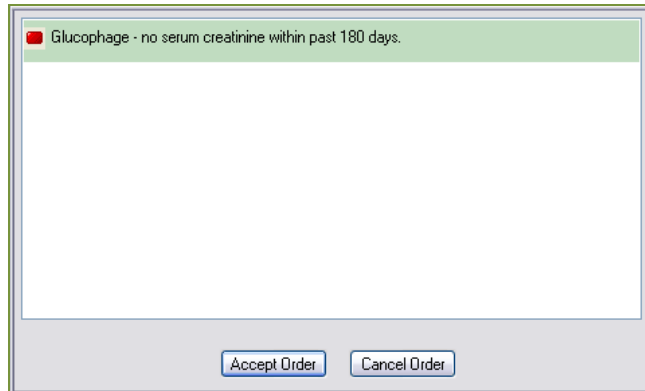 Glucophage - no serum creatinine within past 180 days.
Accept Order
Cancel Order